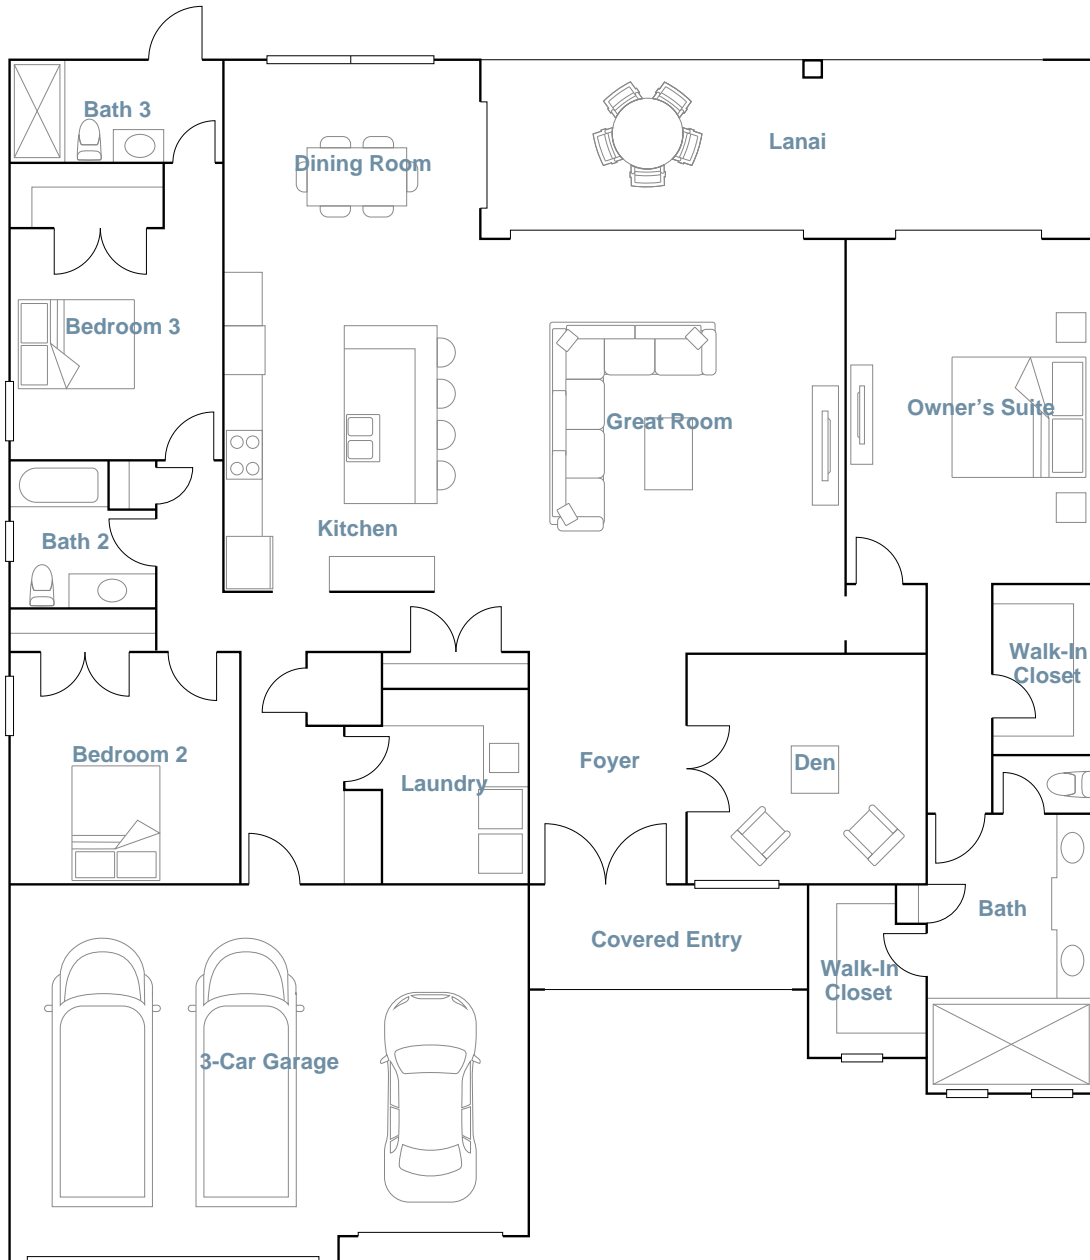 Bath 3
Lanai
Dining Room
Bedroom 3
Owner’s Suite
Great Room
Kitchen
Bath 2
Walk-In
Closet
Bedroom 2
Foyer
Den
Laundry
Bath
Covered Entry
Walk-In
Closet
3-Car Garage